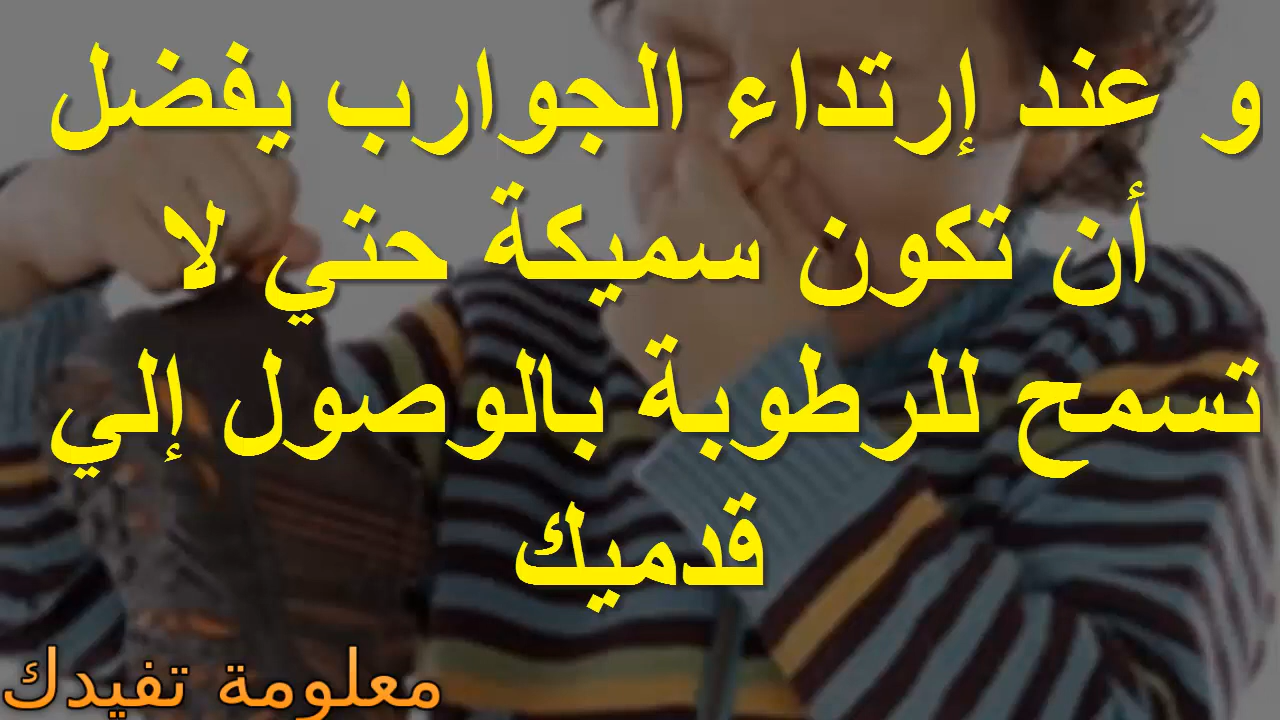 و عند إرتداء الجوارب يفضل
أن تكون سميكة حتي لا
تسمح للرطوبة بالوصول إلي
قدميك
معلومة تفيدك